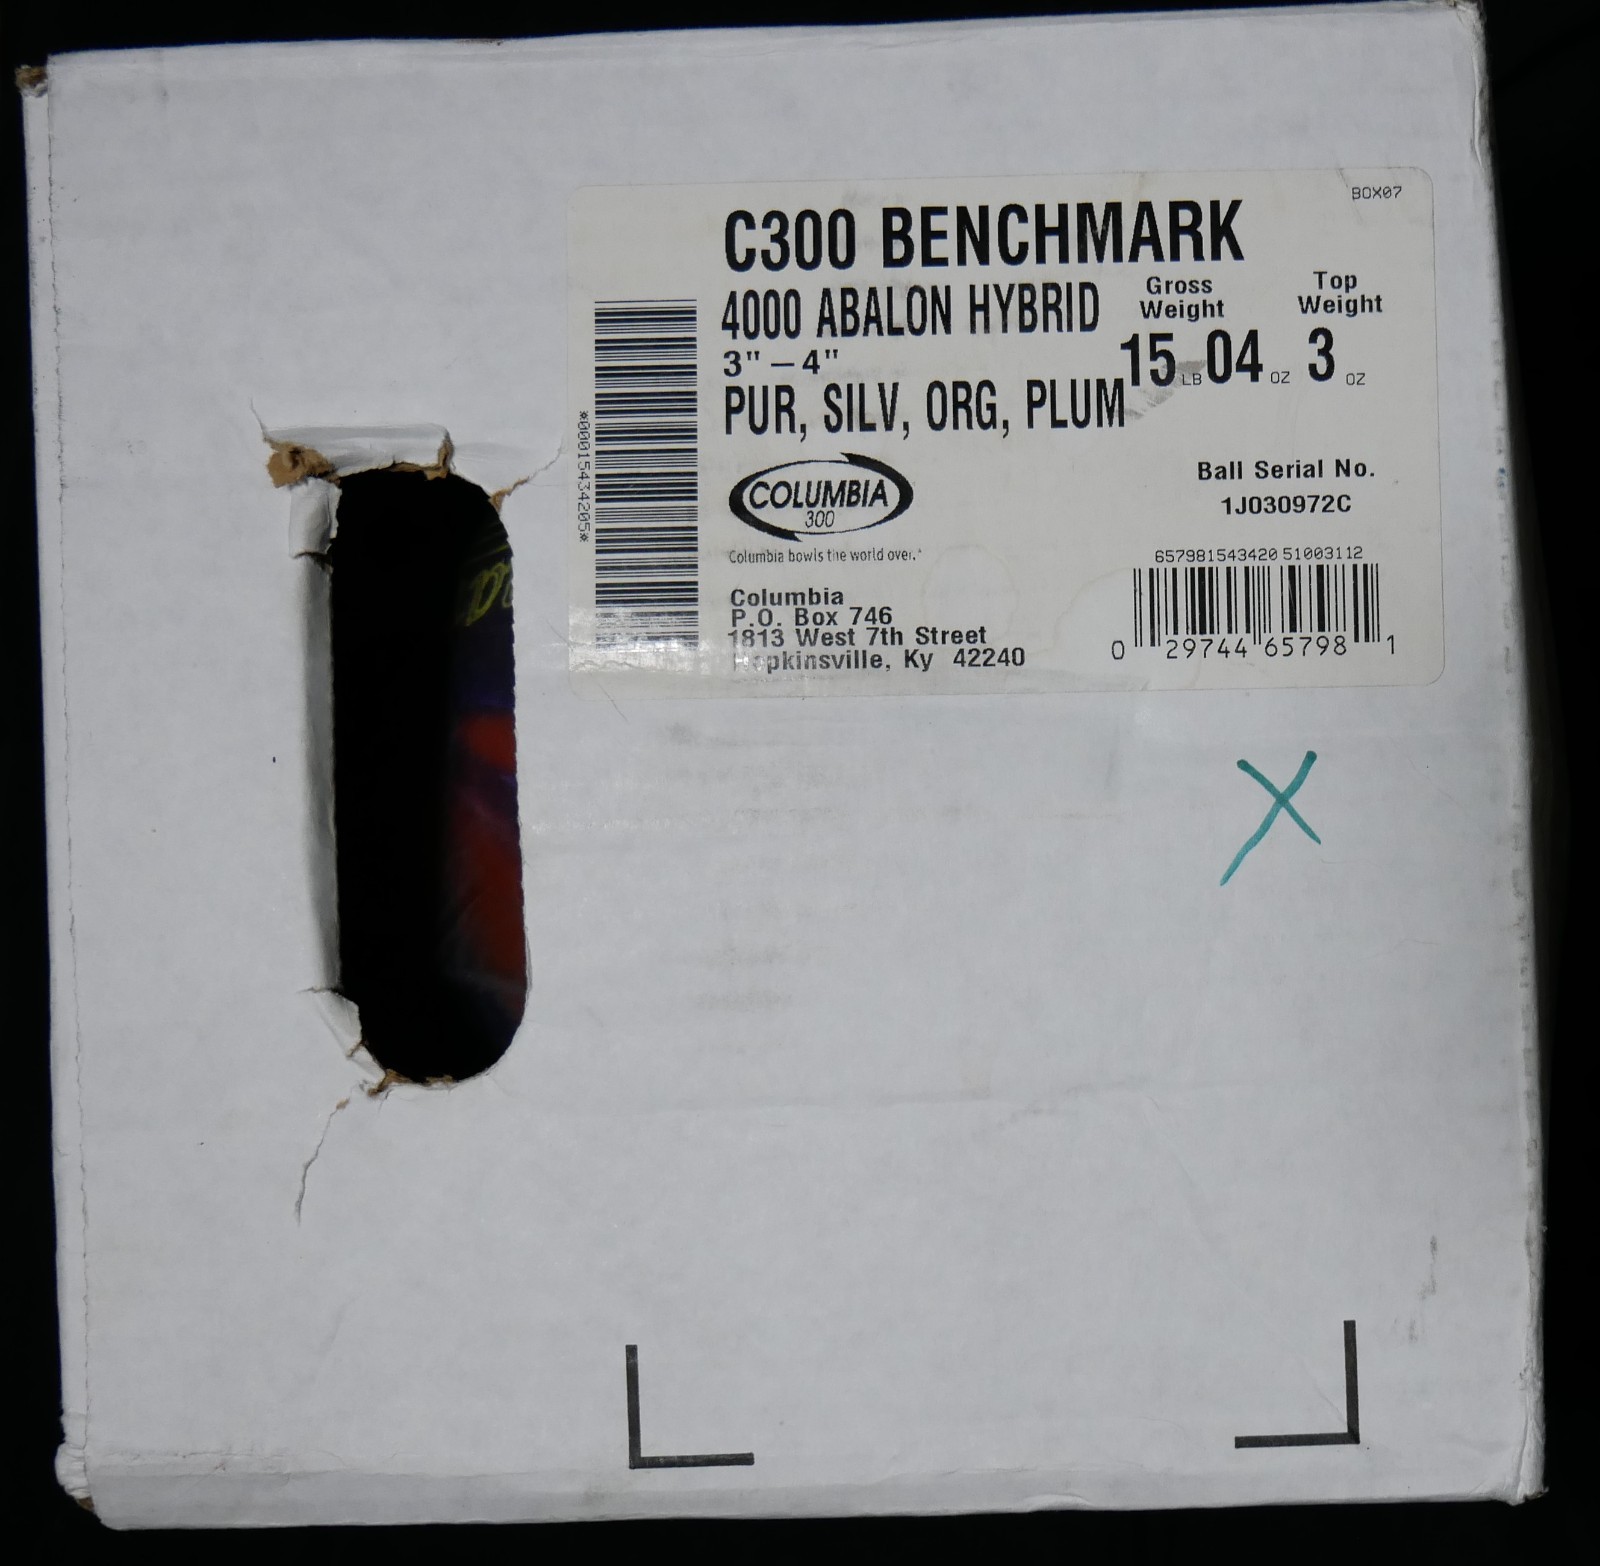 BOX07
C300 BENCHMARK
4000 ABALON HYBRID
3" – 4"
PUR, SILV, ORG, PLUM
Gross
Weight
15 LB 04 OZ
Top
Weight
3 OZ
*00015434205*
COLUMBIA
300
Columbia bowls the world over.
Columbia
P.O. Box 746
1813 West 7th Street
Hopkinsville, Ky 42240
Ball Serial No.
1J030972C
657981543420 51003112
0 29744 65798 1
X